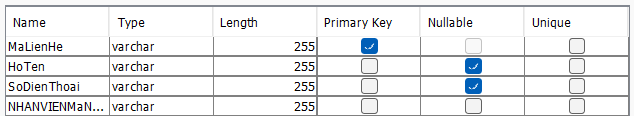 Name Type Length Primary Key Nullable Unique
MaLienHe varchar 255
HoTen varchar 255
SoDienThoai varchar 255
NHANVIENMaN... varchar 255